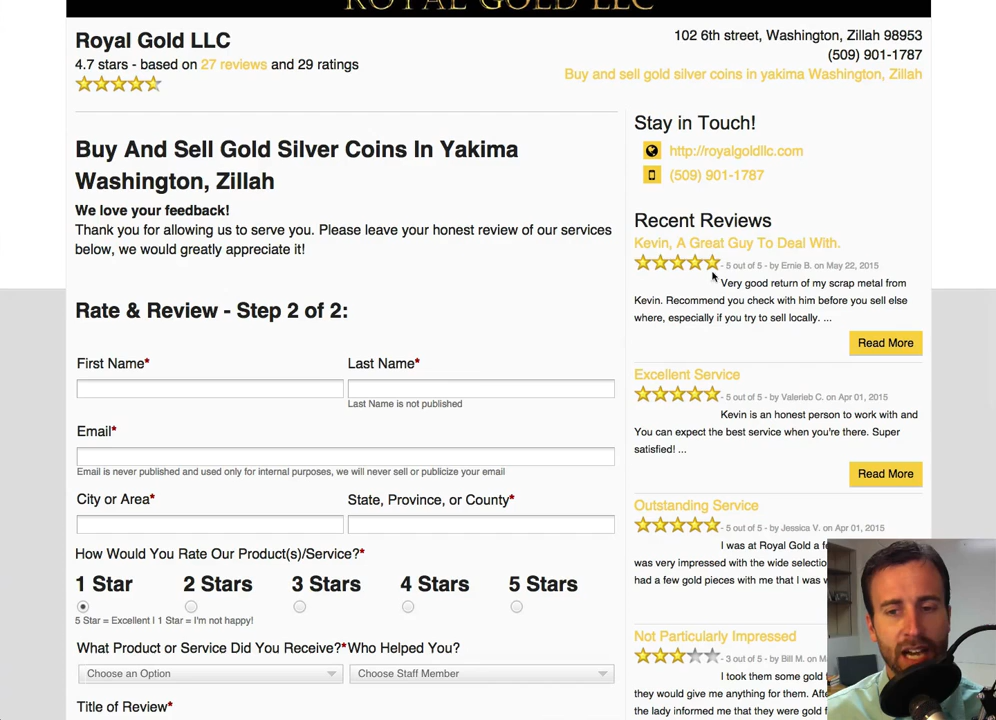 ROYAL GOLD LLC
Royal Gold LLC
4.7 stars - based on 27 reviews and 29 ratings
102 6th street, Washington, Zillah 98953
(509) 901-1787
Buy and sell gold silver coins in yakima Washington, Zillah
Buy And Sell Gold Silver Coins In Yakima
Washington, Zillah
We love your feedback!
Thank you for allowing us to serve you. Please leave your honest review of our services
below, we would greatly appreciate it!
Rate & Review - Step 2 of 2:
First Name*
Last Name*
Last Name is not published
Email*
Email is never published and used only for internal purposes, we will never sell or publicize your email
City or Area*
State, Province, or County*
How Would You Rate Our Product(s)/Service?*
1 Star
2 Stars
3 Stars
4 Stars
5 Stars
5 Star = Excellent | 1 Star = I'm not happy!
What Product or Service Did You Receive?*
Who Helped You?
Choose an Option
Choose Staff Member
Title of Review*
Stay in Touch!
http://royalgoldllc.com
(509) 901-1787
Recent Reviews
Kevin, A Great Guy To Deal With.
- 5 out of 5 - by Ernie B. on May 22, 2015
Very good return of my scrap metal from
Kevin. Recommend you check with him before you sell else
where, especially if you try to sell locally. ...
Read More
Excellent Service
- 5 out of 5 - by Valerieb C. on Apr 01, 2015
Kevin is an honest person to work with and
You can expect the best service when you're there. Super
satisfied! ...
Read More
Outstanding Service
- 5 out of 5 - by Jessica V. on Apr 01, 2015
I was at Royal Gold a
was very impressed with the wide
had a few gold pieces with me that I
Not Particularly Impressed
- 3 out of 5 - by Bill M. on
I took them some gold
they would give me anything for them.
the lady informed me that they were gold